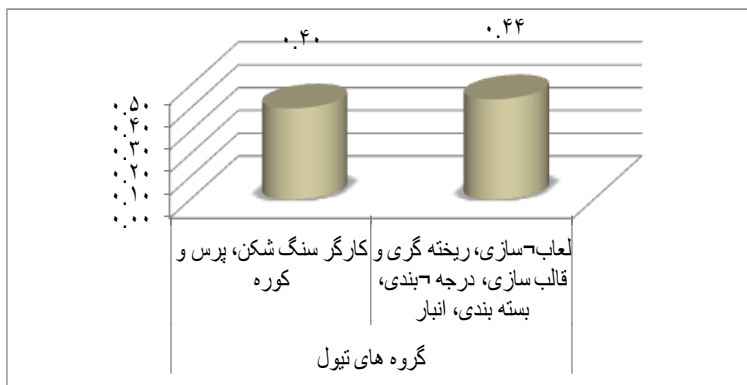 ۰.۴۰
۰.۴۴
۰.۵۰
۰.۴۰
۰.۳۰
۰.۲۰
۰.۱۰
۰.۰۰
کارگر سنگ شکن، پرس و
کوره
لعاب¬سازی، ریخته گری و
قالب سازی، درجه ¬بندی،
بسته بندی، انبار
گروه های تیول